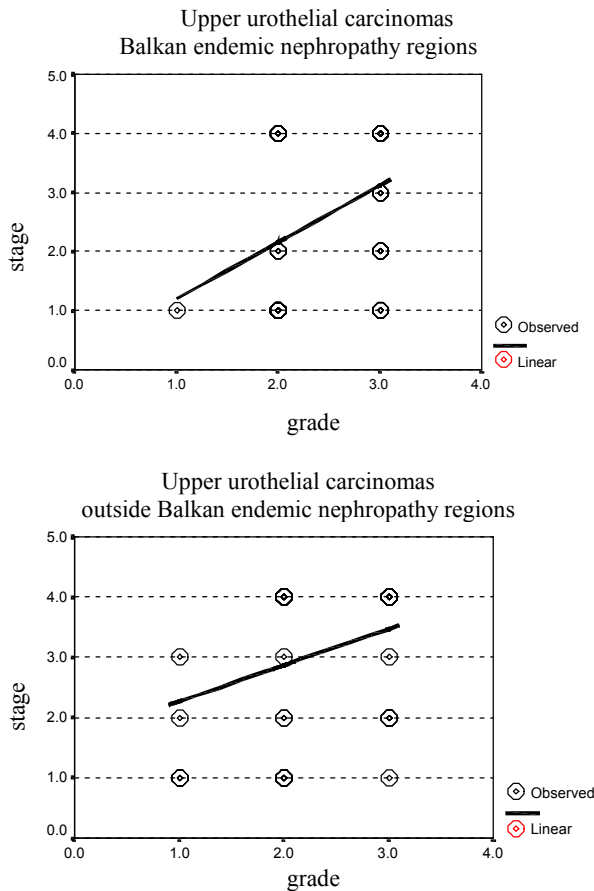 Upper urothelial carcinomas
Balkan endemic nephropathy regions
5.0
4.0
3.0
2.0
1.0
0.0
stage
0.0 1.0 2.0 3.0 4.0
grade
Observed
Linear
Upper urothelial carcinomas
outside Balkan endemic nephropathy regions
5.0
4.0
3.0
2.0
1.0
0.0
stage
0.0 1.0 2.0 3.0 4.0
grade
Observed
Linear